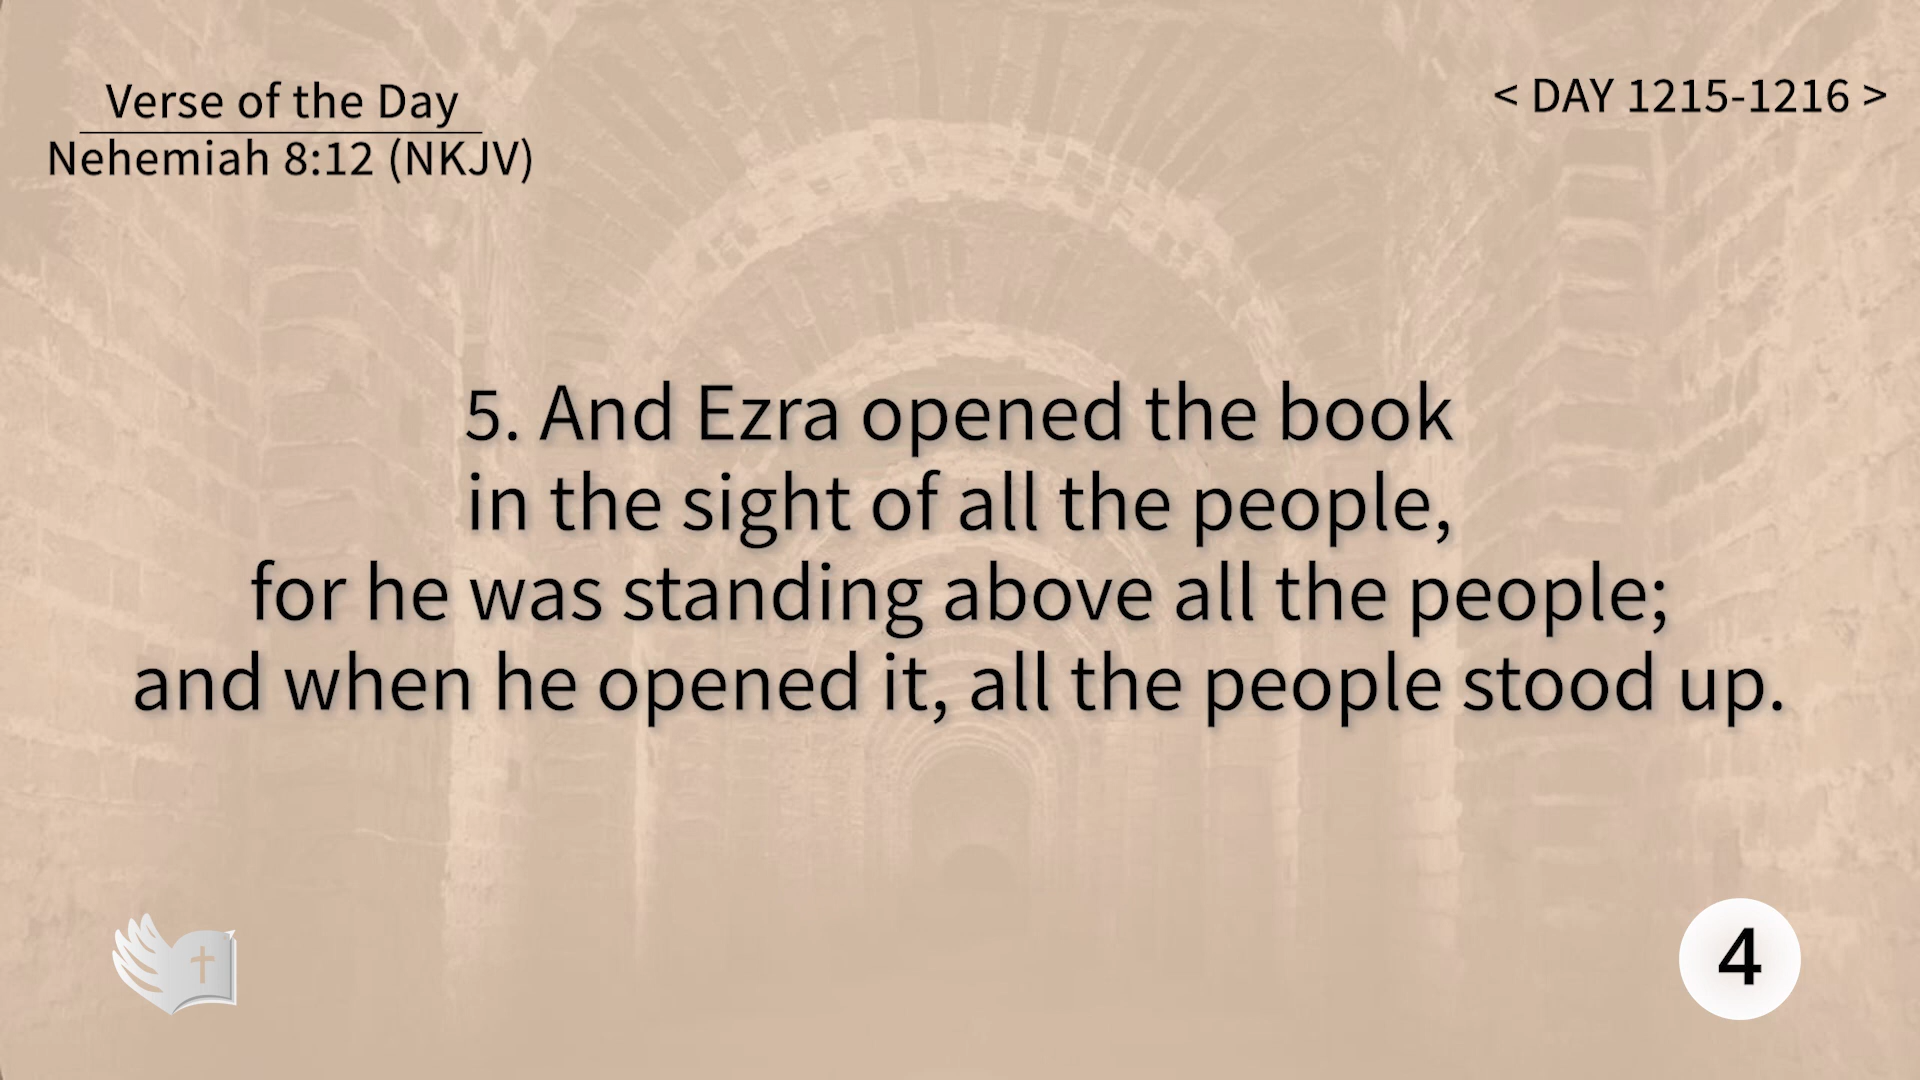 Verse of the Day
Nehemiah 8:12 (NKJV)
< DAY 1215-1216 >
5. And Ezra opened the book
in the sight of all the people,
for he was standing above all the people;
and when he opened it, all the people stood up.
4